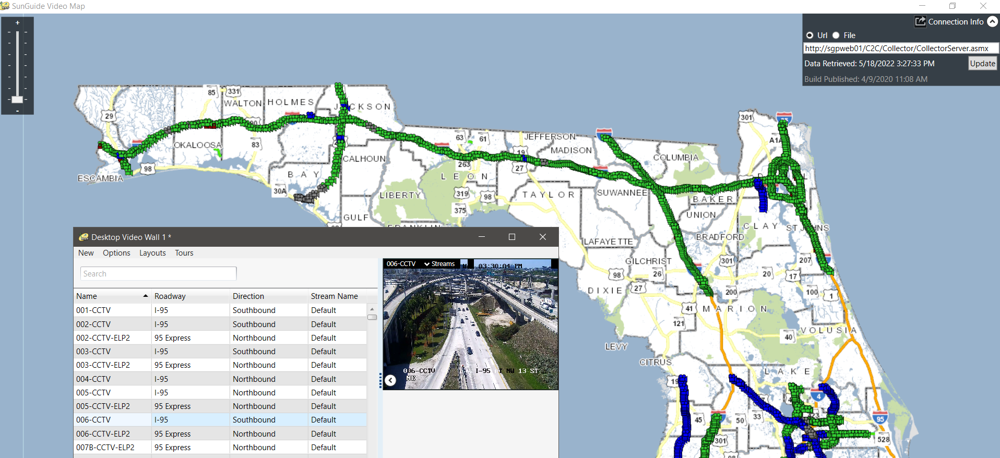 SunGuide Video Map
+
-
Connection Info
Url File
http://sgpweb01/C2C/Collector/CollectorServer.asmx
Data Retrieved: 5/18/2022 3:27:33 PM
Update
Build Published: 4/9/2020 11:08 AM
85
331
WALTON
HOLMES
JACKSON
29
90
OKALOOSA
83
98
ESCAMBIA
BAY
30A
CALHOUN
GULF
LIBERTY
63
61
263
LEON
319
98
375
FRANKLIN
19
27
JEFFERSON
MADISON
TAYLOR
COLUMBIA
SUWANNEE
LAFAYETTE
301
95
A1A
BAKER
UNION
CLAY
ST JOHNS
BRADFORD
GILCHRIST
301
207
98
26
20
17
DIXIE
27
200
100
1
41
MARION
121
40
VOLUSIA
LEVY
CITRUS
LAKE
19
4
45
50
33
95
301
528
98
Desktop Video Wall 1 *
New Options Layouts Tours
Search
Name Roadway Direction Stream Name
001-CCTV I-95 Southbound Default
002-CCTV I-95 Southbound Default
002-CCTV-ELP2 95 Express Northbound Default
003-CCTV I-95 Southbound Default
003-CCTV-ELP2 95 Express Northbound Default
004-CCTV I-95 Northbound Default
005-CCTV I-95 Northbound Default
005-CCTV-ELP2 95 Express Northbound Default
006-CCTV I-95 Southbound Default
006-CCTV-ELP2 95 Express Northbound Default
007B-CCTV-ELP2 95 Express Northbound Default
006-CCTV Streams
03:30:04 PM
006-CCTV I-95 NW 13 ST
NE